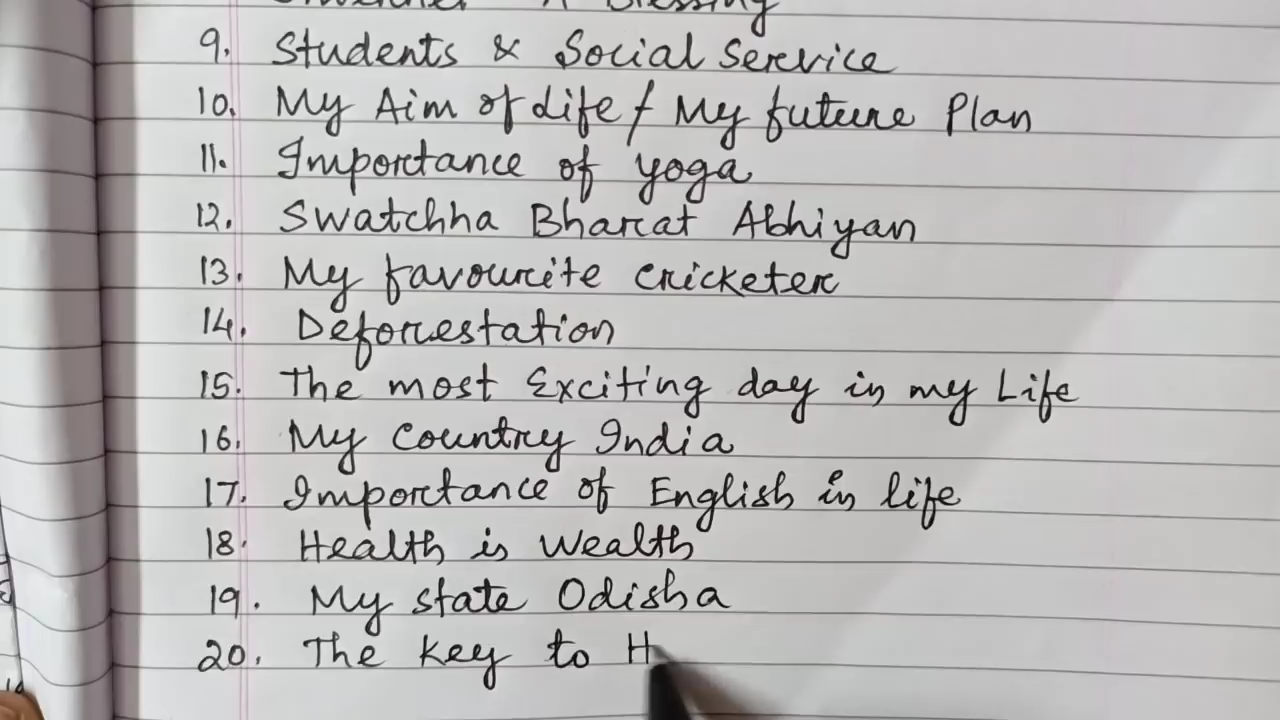 A Blessing
9. Students & Social Service
10. My Aim of Life / My future Plan
11. Importance of yoga
12. Swatchha Bharat Abhiyan
13. My favourite cricketer
14. Deforestation
15. The most Exciting day in my Life
16. My Country India
17. Importance of English in life
18. Health is Wealth
19. My state Odisha
20. The key to H